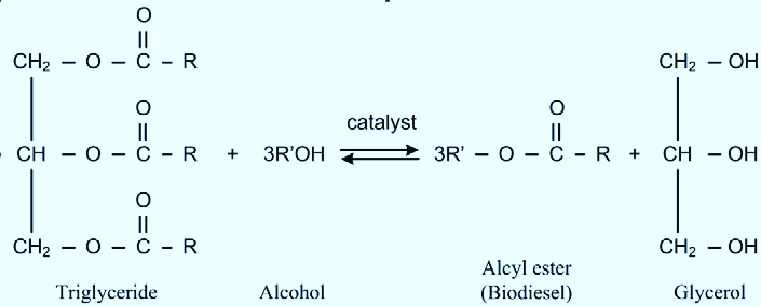 O O
CH₂ – O – C – R CH₂ – OH
O O
catalyst
CH – O – C – R + 3R'OH 3R' – O – C – R + CH – OH
O
CH₂ – O – C – R CH₂ – OH
Alcyl ester
Triglyceride Alcohol (Biodiesel) Glycerol